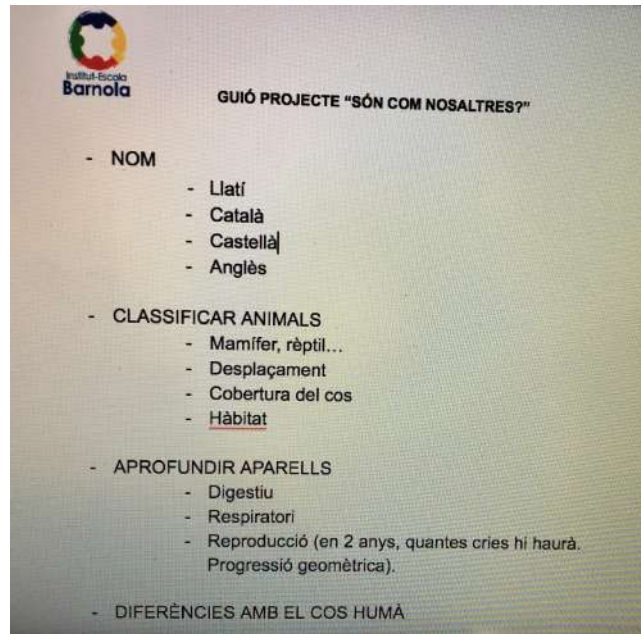 Institut-Escola
Barnola
GUIÓ PROJECTE “SÓN COM NOSALTRES?”
- NOM
- Llatí
- Català
- Castellà
- Anglès
- CLASSIFICAR ANIMALS
- Mamífer, rèptil...
- Desplaçament
- Cobertura del cos
- Hàbitat
- APROFUNDIR APARELLS
- Digestiu
- Respiratori
- Reproducció (en 2 anys, quantes cries hi haurà.
Progressió geomètrica).
- DIFERÈNCIES AMB EL COS HUMÀ